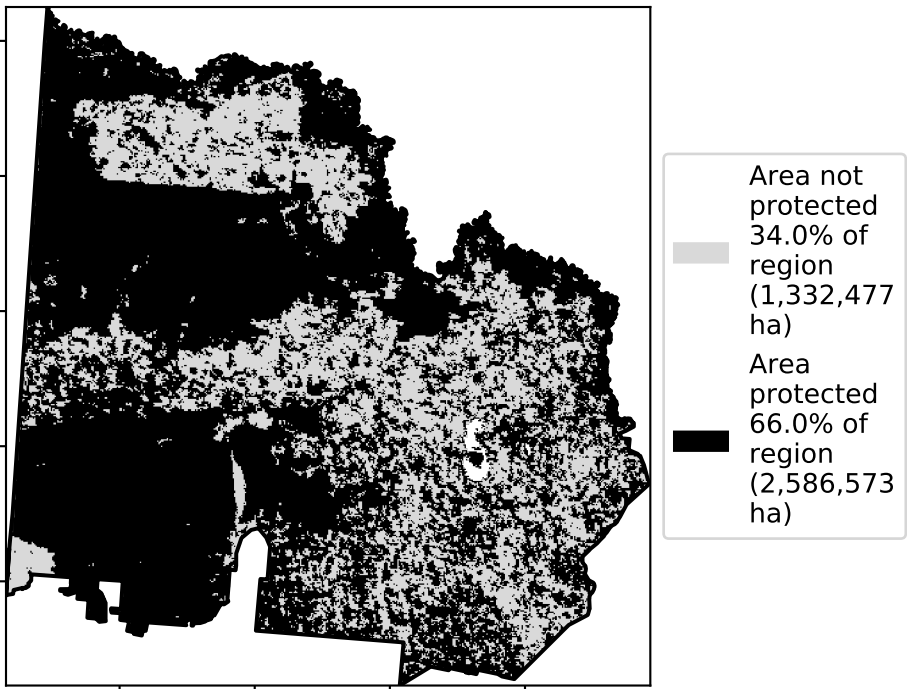 Area not
protected
34.0% of
region
(1,332,477
ha)
Area
protected
66.0% of
region
(2,586,573
ha)